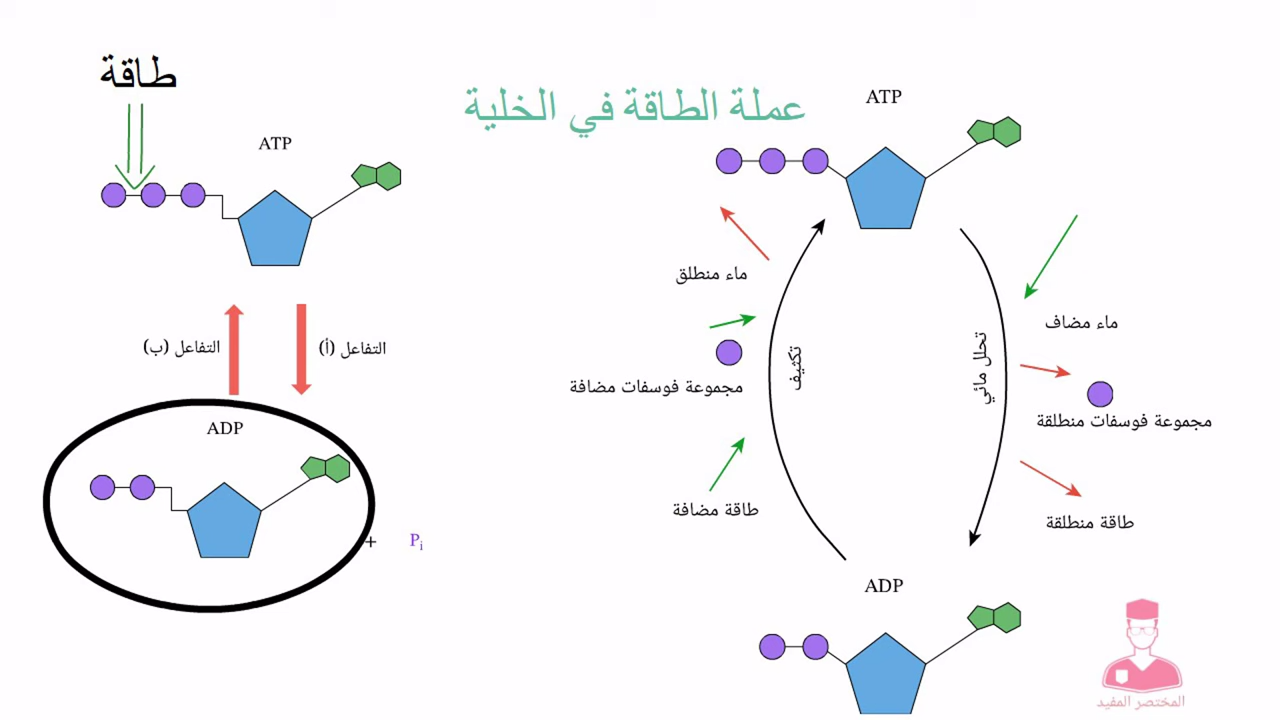 عملة الطاقة في الخلية
طاقة
ATP
التفاعل (أ)
التفاعل (ب)
ADP
+ Pi
ATP
ماء منطلق
مجموعة فوسفات مضافة
طاقة مضافة
تكثيف
تحلل مائي
ماء مضاف
مجموعة فوسفات منطلقة
طاقة منطلقة
ADP
المختصر المفيد